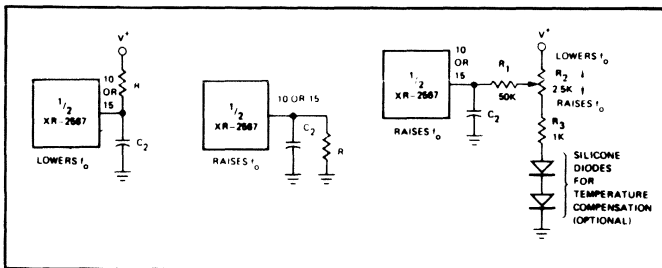 V+
10
OR
15
R
1/2
XR-2567
C2
LOWERS fo
1/2
XR-2567
10 OR 15
C2
R
RAISES fo
10
OR
15
1/2
XR-2567
R1
50K
C2
RAISES fo
V+
LOWERS fo
R2
2.5K
RAISES fo
R3
1K
SILICONE
DIODES
FOR
TEMPERATURE
COMPENSATION
(OPTIONAL)